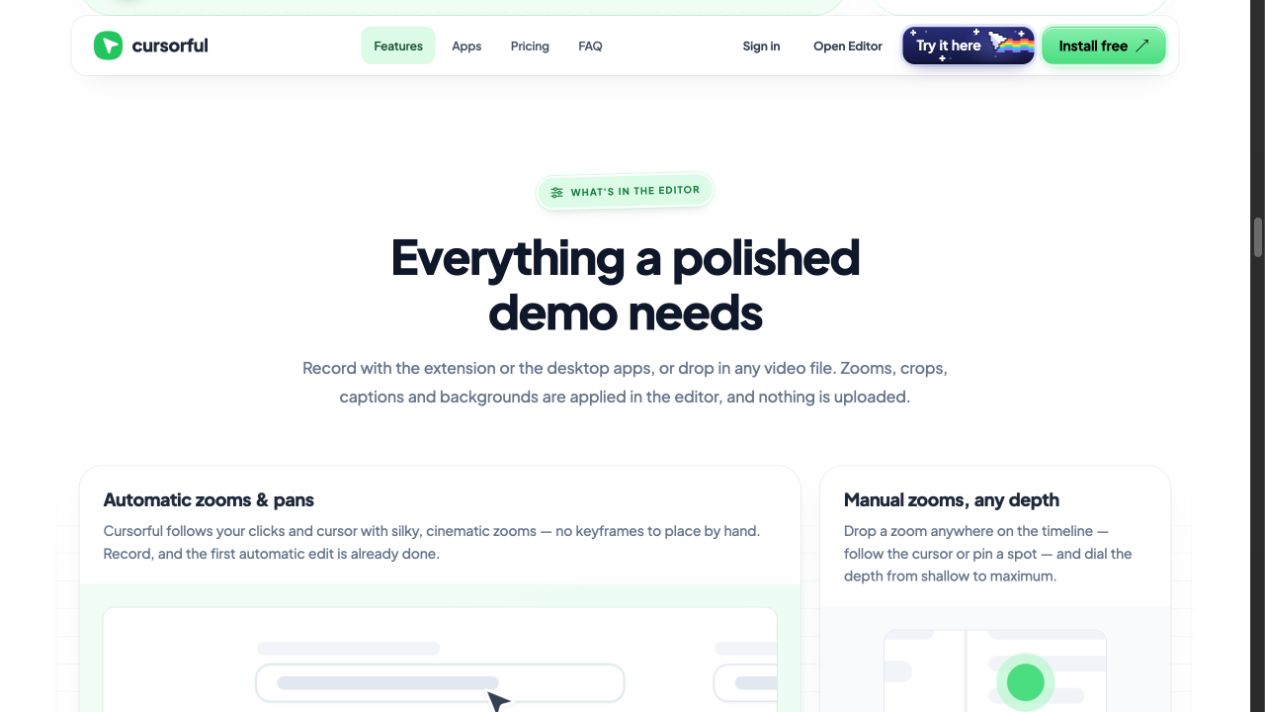 cursorful
Features
Apps
Pricing
FAQ
Sign in
Open Editor
Try it here
Install free
WHAT'S IN THE EDITOR
Everything a polished
demo needs
Record with the extension or the desktop apps, or drop in any video file. Zooms, crops,
captions and backgrounds are applied in the editor, and nothing is uploaded.
Automatic zooms & pans
Cursorful follows your clicks and cursor with silky, cinematic zooms — no keyframes to place by hand.
Record, and the first automatic edit is already done.
Manual zooms, any depth
Drop a zoom anywhere on the timeline —
follow the cursor or pin a spot — and dial the
depth from shallow to maximum.